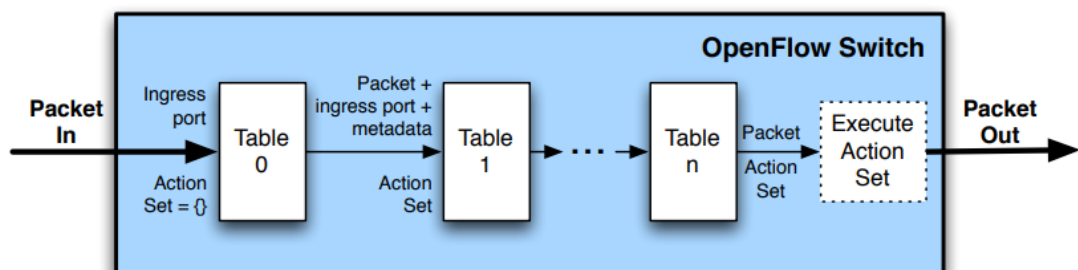 OpenFlow Switch
Packet
In
Ingress
port
Action
Set = {}
Table
0
Packet +
ingress port +
metadata
Action
Set
Table
1
...
Table
n
Packet
Action
Set
Execute
Action
Set
Packet
Out